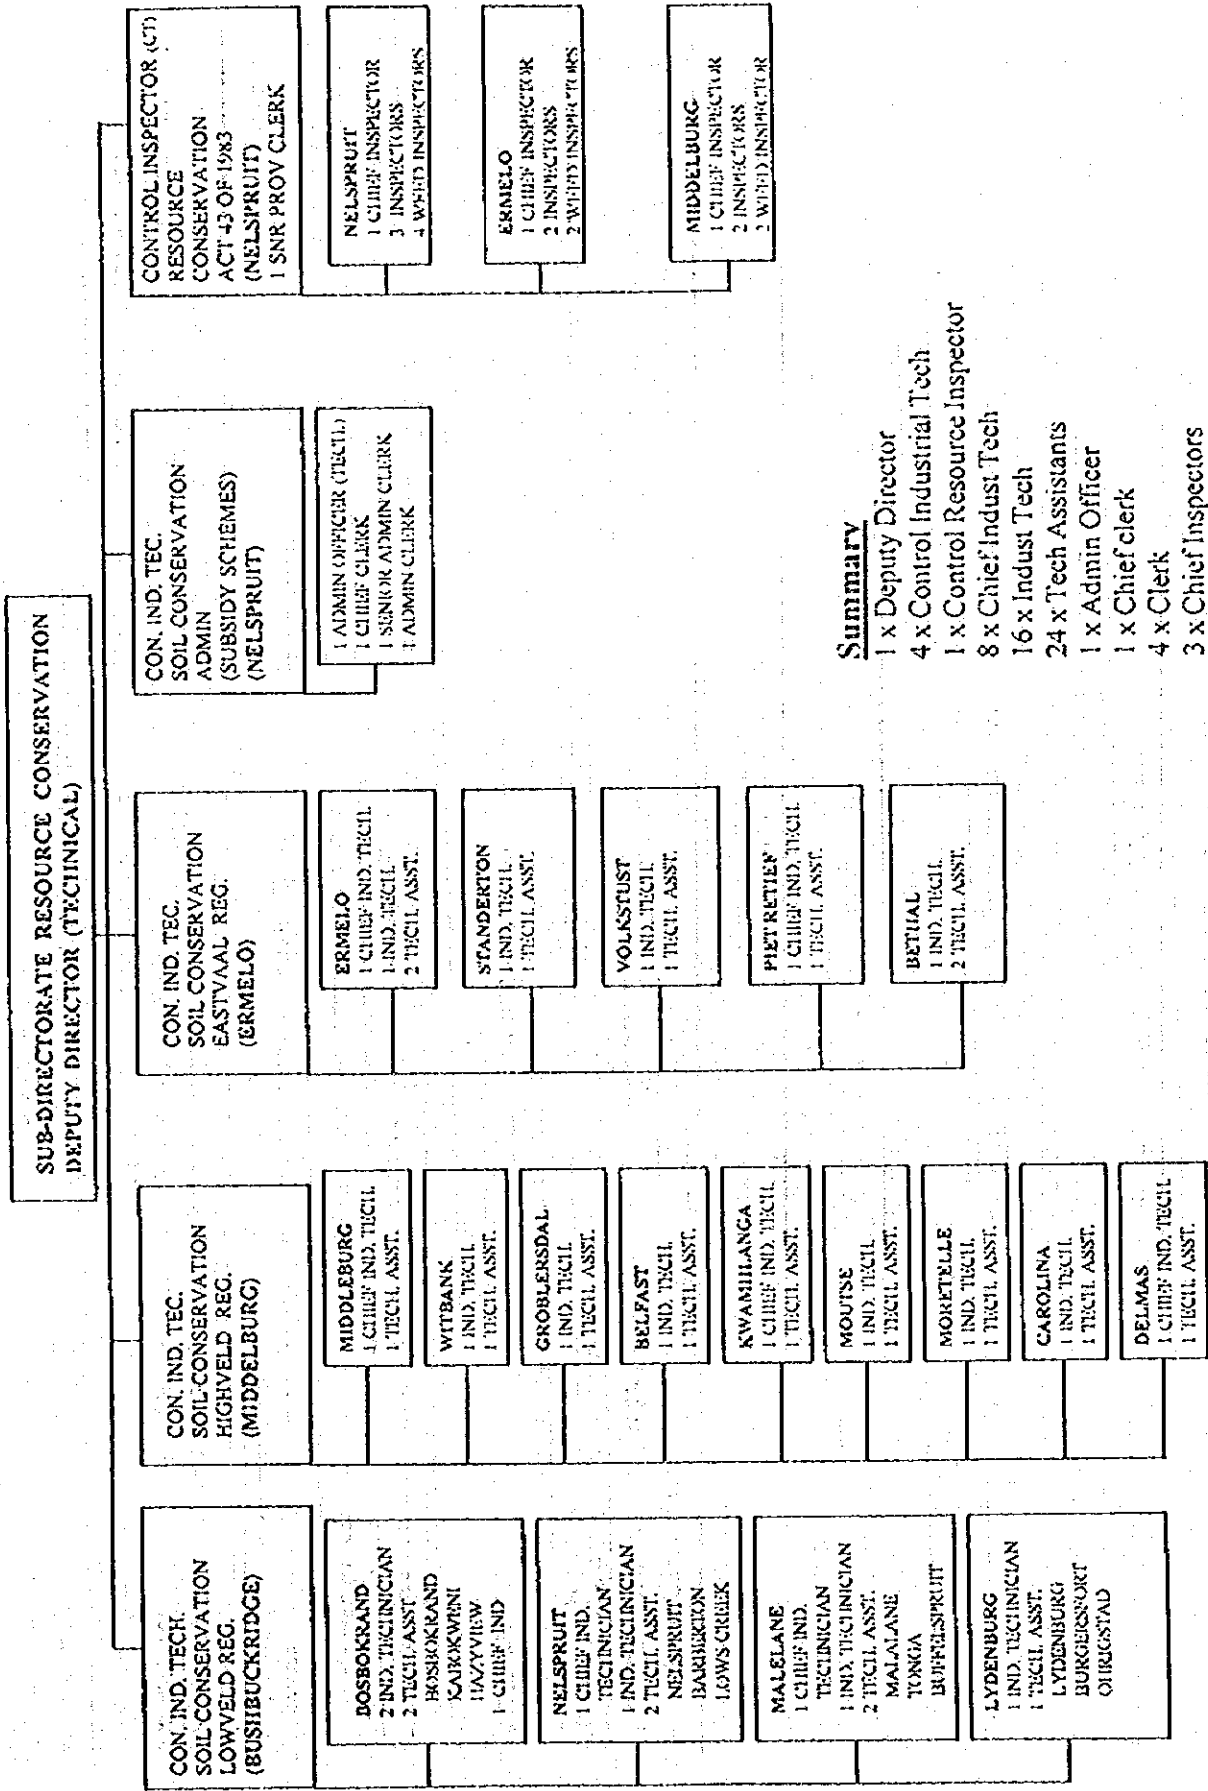 SUB-DIRECTORATE RESOURCE CONSERVATION
DEPUTY DIRECTOR (TECHNICAL)
CON. IND. TECH.
SOIL CONSERVATION
LOWVELD REG.
(BUSHBUCKRIDGE)
BOSBOKRAND
2 IND. TECHNICIAN
2 TECH. ASST
BOSBOKRAND
KABOKWENI
HAZYVIEW
1 CHIEF IND
NELSPRUIT
1 CHIEF IND.
TECHNICIAN
1 IND. TECHNICIAN
2 TECH. ASST.
NELSPRUIT
BARBERTON
LOWS CREEK
MALELANE
1 CHIEF IND.
TECHNICIAN
1 IND. TECHNICIAN
2 TECH. ASST.
MALALANE
TONGA
BUFFELSPRUIT
LYDENBURG
1 IND. TECHNICIAN
1 TECH. ASST.
LYDENBURG
BURGERSFORT
OHRIGSTAD
CON. IND. TEC.
SOIL CONSERVATION
HIGHVELD REG.
(MIDDELBURG)
MIDDLEBURG
1 CHIEF IND. TECH.
1 TECH. ASST.
WITBANK
1 IND. TECH.
1 TECH. ASST.
GROBLERSDAL
1 IND. TECH.
1 TECH. ASST.
BELFAST
1 IND. TECH.
1 TECH. ASST.
KWAMHLANGA
1 CHIEF IND. TECH.
1 TECH. ASST.
MOUTSE
1 IND. TECH.
1 TECH. ASST.
MORETELLE
1 IND. TECH.
1 TECH. ASST.
CAROLINA
1 IND. TECH.
1 TECH. ASST.
DELMAS
1 CHIEF IND. TECH
1 TECH. ASST.
CON. IND. TEC.
SOIL CONSERVATION
EASTVAAL REG.
(ERMELO)
ERMELO
1 CHIEF IND. TECH.
1 IND. TECH.
2 TECH. ASST.
STANDERTON
1 IND. TECH.
1 TECH. ASST.
VOLKSTUST
1 IND. TECH.
1 TECH. ASST.
PIET RETIEF
1 CHIEF IND. TECH.
1 TECH. ASST.
BETHAL
1 IND. TECH.
2 TECH. ASST.
CON. IND. TEC.
SOIL CONSERVATION
ADMIN
(SUBSIDY SCHEMES)
(NELSPRUIT)
1 ADMIN OFFICER (TECH.)
1 CHIEF CLERK
1 SENIOR ADMIN CLERK
1 ADMIN CLERK
CONTROL INSPECTOR (CT)
RESOURCE
CONSERVATION
ACT 43 OF 1983
(NELSPRUIT)
1 SNR PROV CLERK
NELSPRUIT
1 CHIEF INSPECTOR
3 INSPECTORS
4 WEED INSPECTORS
ERMELO
1 CHIEF INSPECTOR
2 INSPECTORS
2 WEED INSPECTORS
MIDDELBURG
1 CHIEF INSPECTOR
2 INSPECTORS
2 WEED INSPECTOR
Summary
1 x Deputy Director
4 x Control Industrial Tech
1 x Control Resource Inspector
8 x Chief Indust Tech
16 x Indust Tech
24 x Tech Assistants
1 x Admin Officer
1 x Chief clerk
4 x Clerk
3 x Chief Inspectors